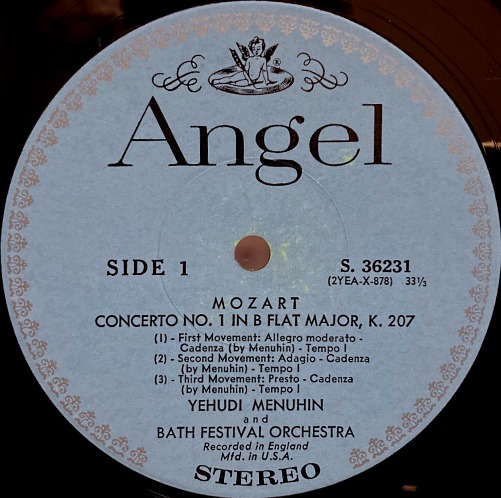 ®
Angel
SIDE 1
S. 36231
(2YEA-X-878) 33⅓
MOZART
CONCERTO NO. 1 IN B FLAT MAJOR, K. 207
(1) - First Movement: Allegro moderato -
Cadenza (by Menuhin) - Tempo I
(2) - Second Movement: Adagio - Cadenza
(by Menuhin) - Tempo I
(3) - Third Movement: Presto - Cadenza
(by Menuhin) - Tempo I
YEHUDI MENUHIN
and
BATH FESTIVAL ORCHESTRA
Recorded in England
Mfd. in U.S.A.
STEREO